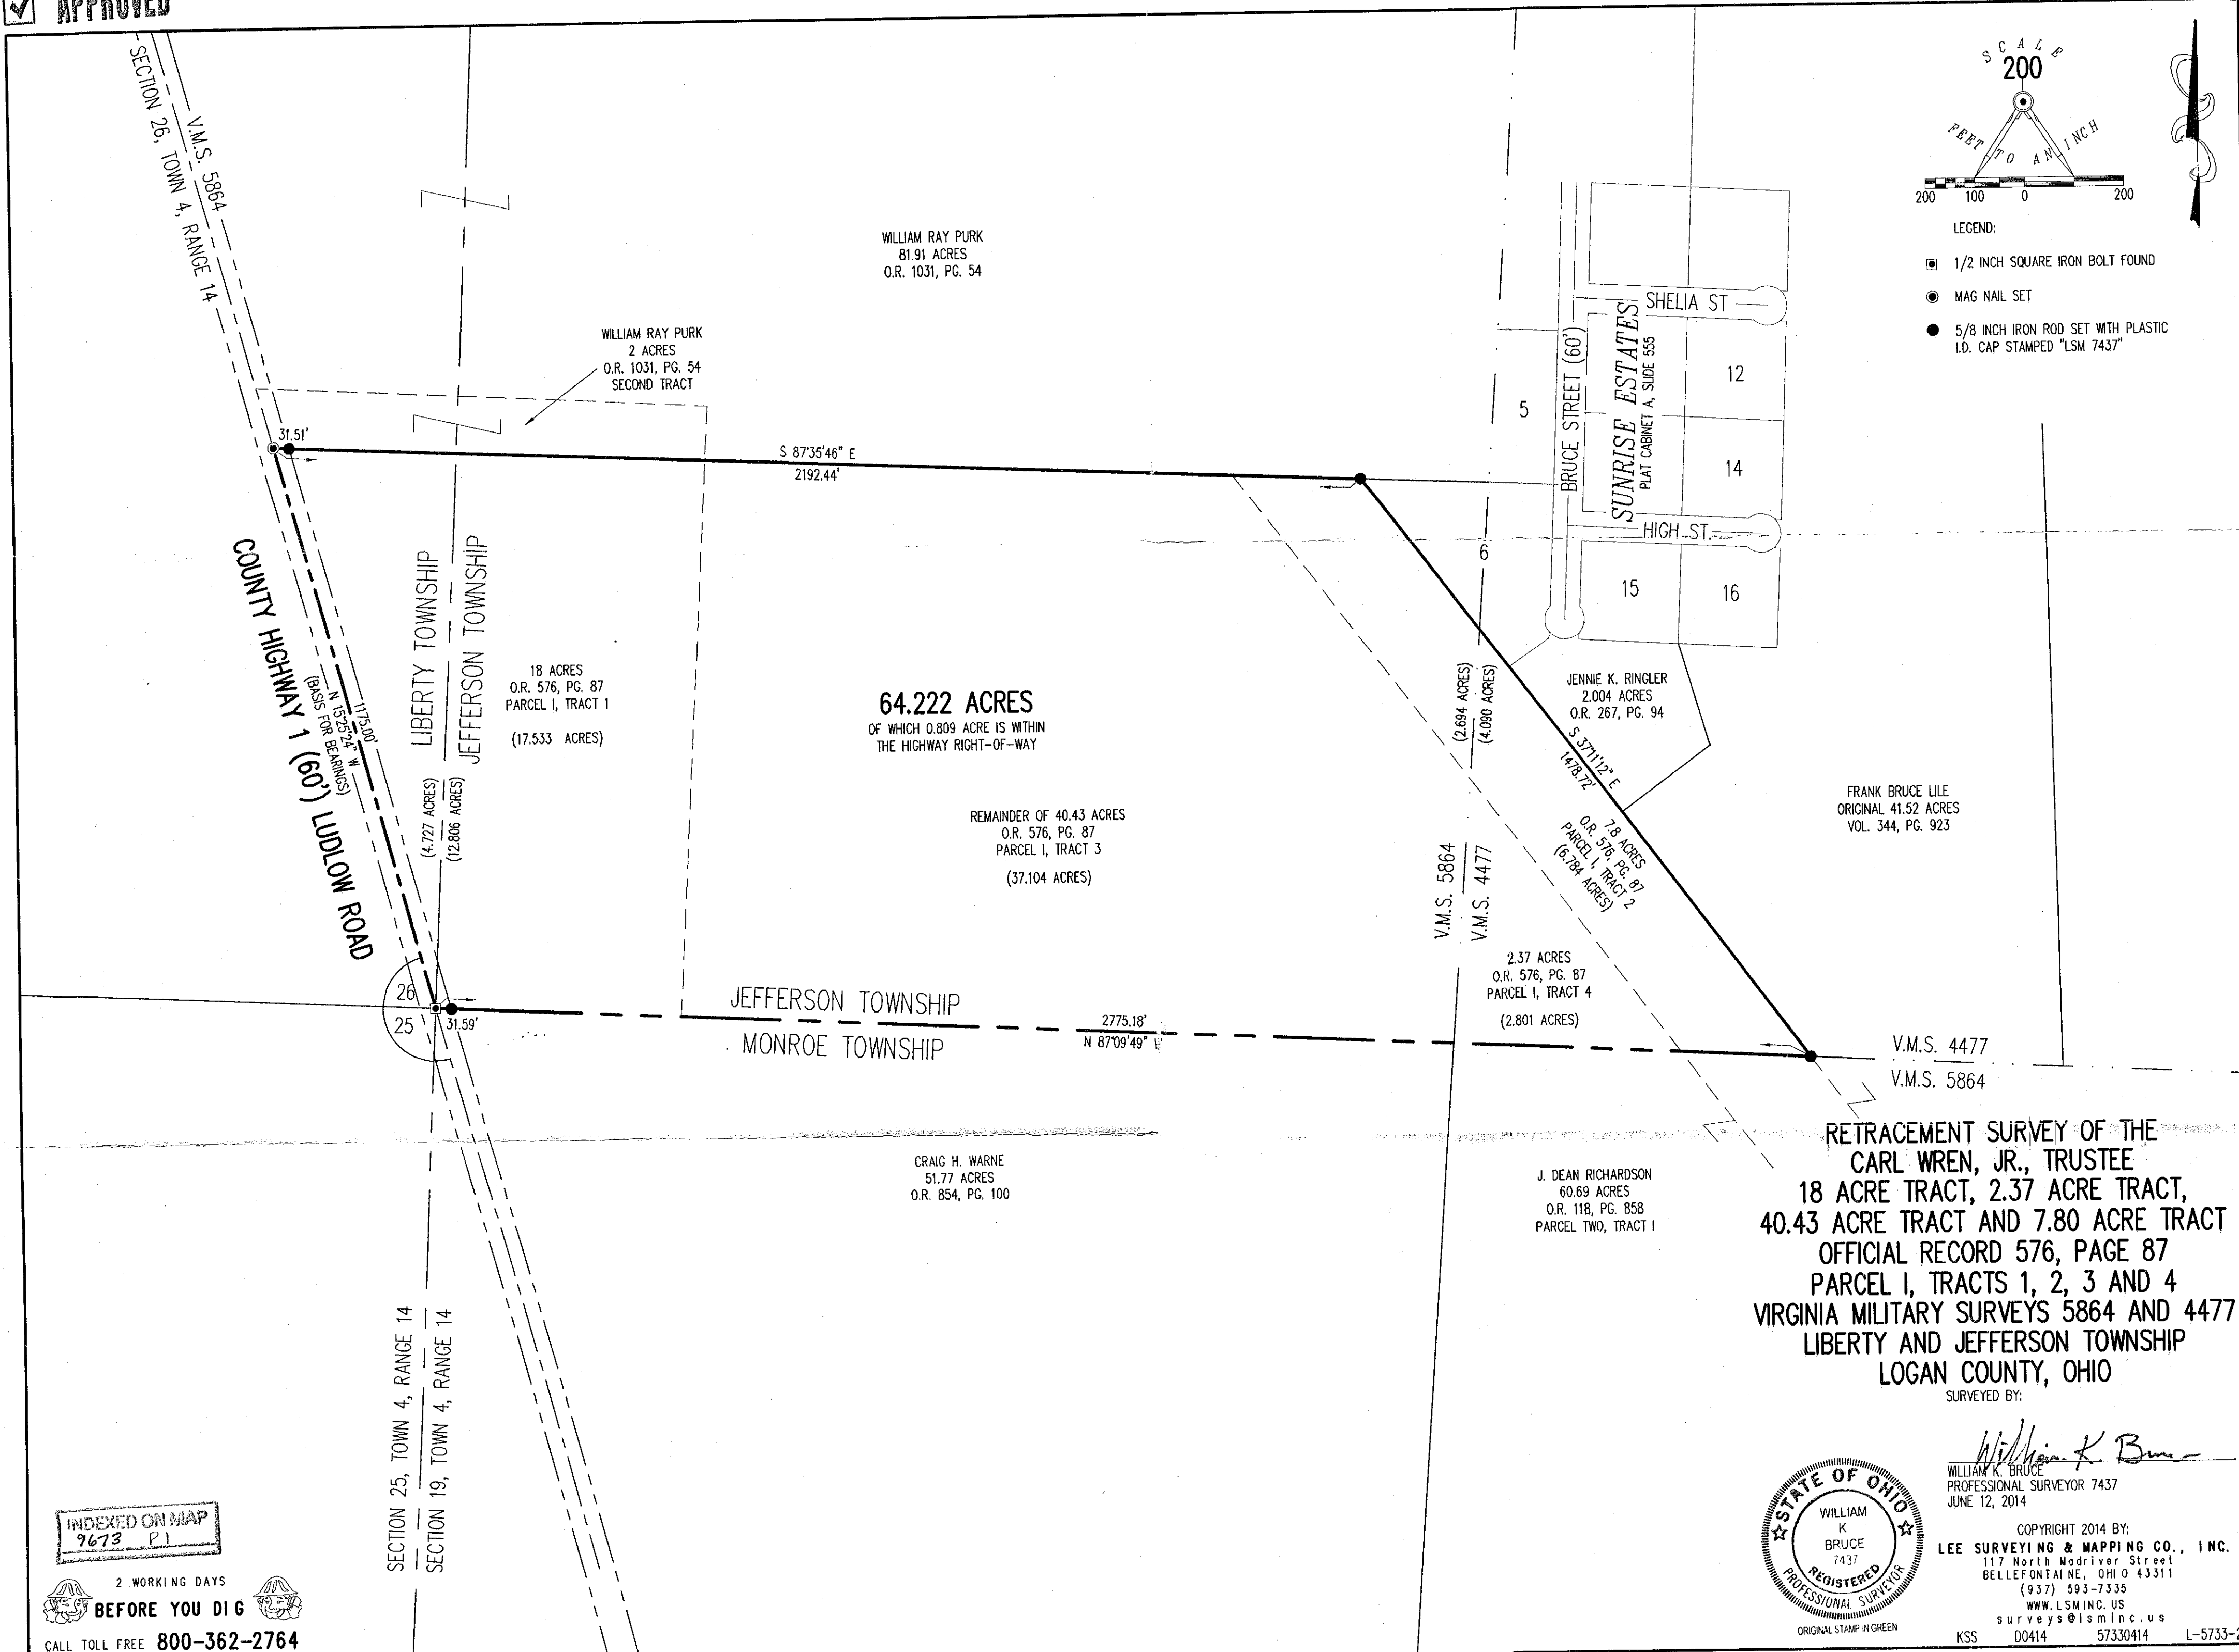 APPROVED
SECTION 26, TOWN 4, RANGE 14
V.M.S. 5864
SCALE
200
FEET TO AN INCH
200 100 0 200
LEGEND:
1/2 INCH SQUARE IRON BOLT FOUND
MAG NAIL SET
5/8 INCH IRON ROD SET WITH PLASTIC
I.D. CAP STAMPED "LSM 7437"
WILLIAM RAY PURK
81.91 ACRES
O.R. 1031, PG. 54
WILLIAM RAY PURK
2 ACRES
O.R. 1031, PG. 54
SECOND TRACT
SHELIA ST
BRUCE STREET (60')
SUNRISE ESTATES
PLAT CABINET A, SLIDE 555
5
12
14
HIGH ST.
6
15
16
31.51'
S 87°35'46" E
2192.44'
COUNTY HIGHWAY 1 (60') LUDLOW ROAD
1175.00'
N 15°25'24" W
(BASIS FOR BEARINGS)
LIBERTY TOWNSHIP
JEFFERSON TOWNSHIP
(4.727 ACRES)
(12.806 ACRES)
18 ACRES
O.R. 576, PG. 87
PARCEL I, TRACT 1
(17.533 ACRES)
64.222 ACRES
OF WHICH 0.809 ACRE IS WITHIN
THE HIGHWAY RIGHT-OF-WAY
REMAINDER OF 40.43 ACRES
O.R. 576, PG. 87
PARCEL I, TRACT 3
(37.104 ACRES)
(2.694 ACRES)
(4.090 ACRES)
JENNIE K. RINGLER
2.004 ACRES
O.R. 267, PG. 94
S 37°11'12" E
1478.72'
7.8 ACRES
O.R. 576, PG. 87
PARCEL I, TRACT 2
(6.784 ACRES)
FRANK BRUCE LILE
ORIGINAL 41.52 ACRES
VOL. 344, PG. 923
V.M.S. 5864
V.M.S. 4477
2.37 ACRES
O.R. 576, PG. 87
PARCEL I, TRACT 4
(2.801 ACRES)
26
25
31.59'
JEFFERSON TOWNSHIP
MONROE TOWNSHIP
2775.18'
N 87°09'49" W
V.M.S. 4477
V.M.S. 5864
CRAIG H. WARNE
51.77 ACRES
O.R. 854, PG. 100
J. DEAN RICHARDSON
60.69 ACRES
O.R. 118, PG. 858
PARCEL TWO, TRACT I
SECTION 25, TOWN 4, RANGE 14
SECTION 19, TOWN 4, RANGE 14
RETRACEMENT SURVEY OF THE
CARL WREN, JR., TRUSTEE
18 ACRE TRACT, 2.37 ACRE TRACT,
40.43 ACRE TRACT AND 7.80 ACRE TRACT
OFFICIAL RECORD 576, PAGE 87
PARCEL I, TRACTS 1, 2, 3 AND 4
VIRGINIA MILITARY SURVEYS 5864 AND 4477
LIBERTY AND JEFFERSON TOWNSHIP
LOGAN COUNTY, OHIO
SURVEYED BY:
William K. Bruce
WILLIAM K. BRUCE
PROFESSIONAL SURVEYOR 7437
JUNE 12, 2014
STATE OF OHIO
WILLIAM
K.
BRUCE
7437
REGISTERED
PROFESSIONAL SURVEYOR
ORIGINAL STAMP IN GREEN
COPYRIGHT 2014 BY:
LEE SURVEYING & MAPPING CO., INC.
117 North Madriver Street
BELLEFONTAINE, OHIO 43311
(937) 593-7335
WWW.LSMINC.US
surveys@lsminc.us
KSS D0414 57330414 L-5733-
INDEXED ON MAP
9673 P1
2 WORKING DAYS
BEFORE YOU DIG
CALL TOLL FREE 800-362-2764